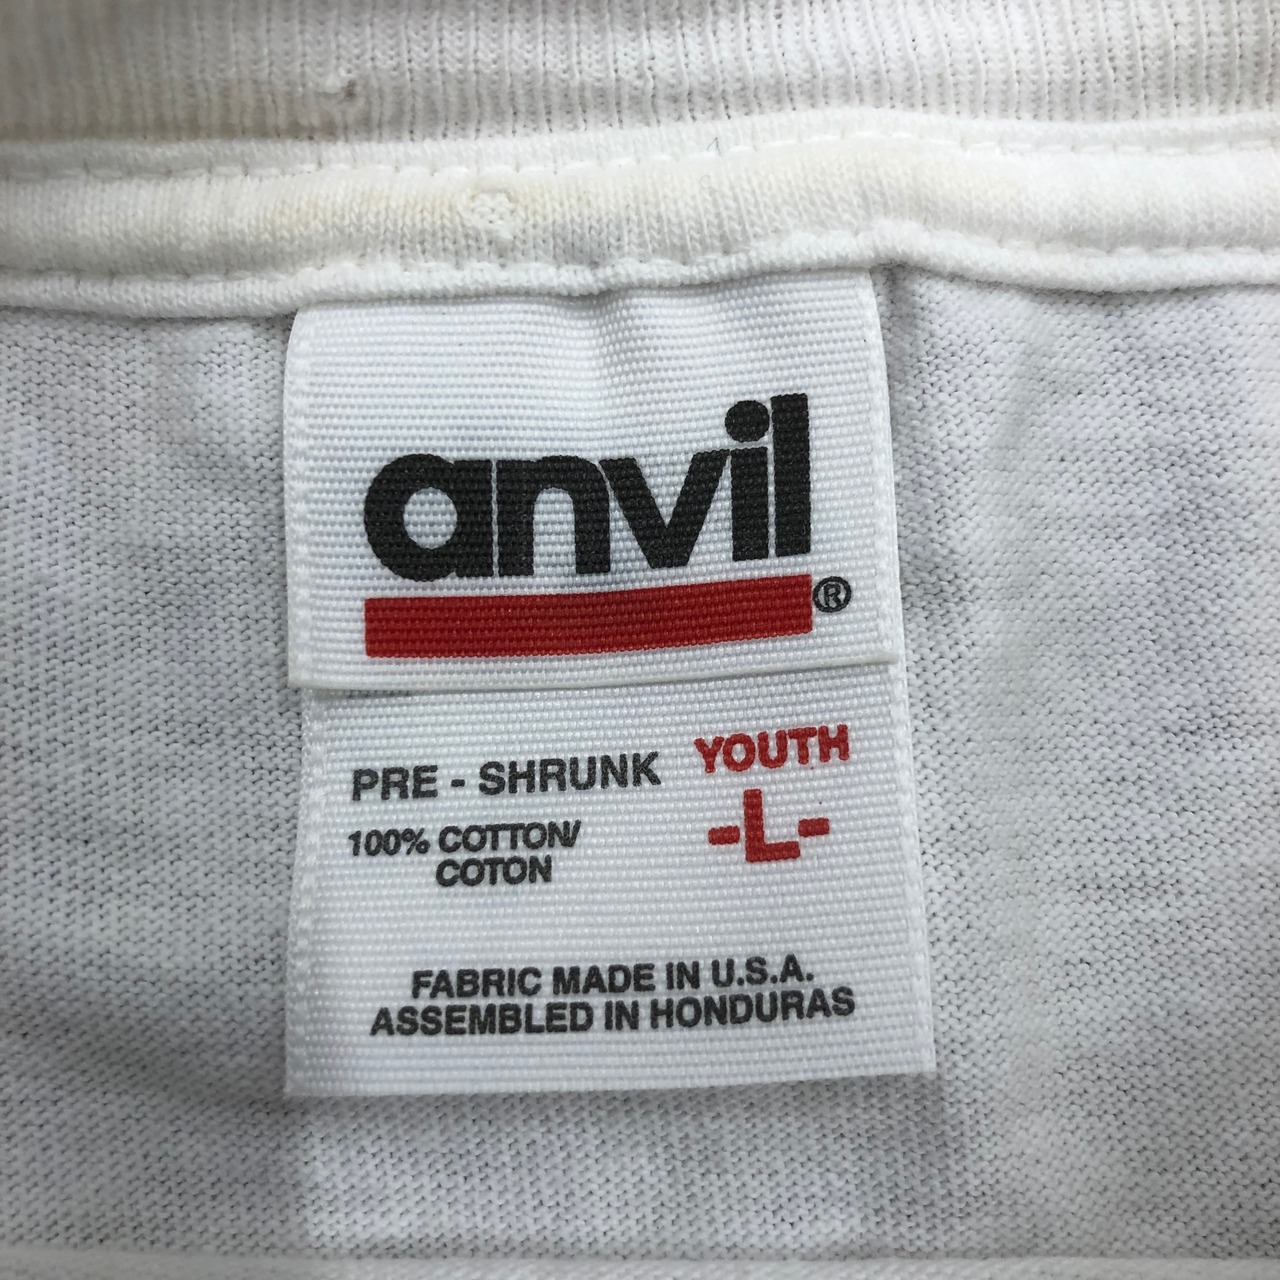 anvil®
PRE - SHRUNK
YOUTH
100% COTTON/
COTON
-L-
FABRIC MADE IN U.S.A.
ASSEMBLED IN HONDURAS